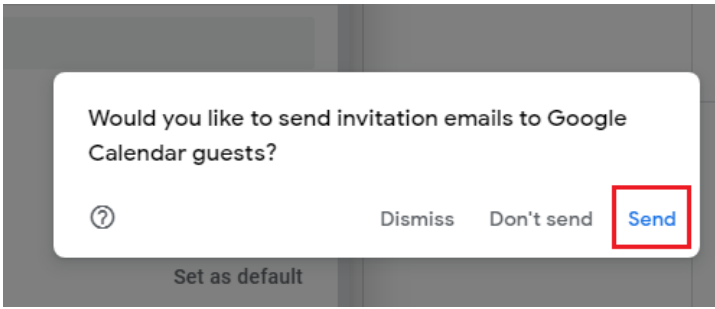 Would you like to send invitation emails to Google
Calendar guests?
Dismiss Don't send Send
Set as default